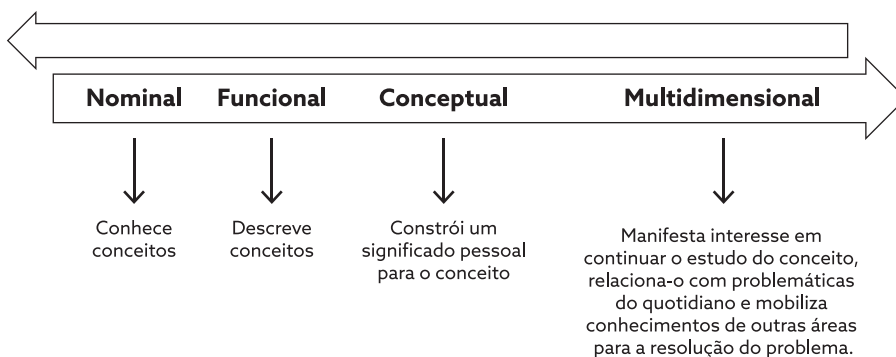 Nominal Funcional Conceptual Multidimensional
Conhece
conceitos
Descreve
conceitos
Constrói um
significado pessoal
para o conceito
Manifesta interesse em
continuar o estudo do conceito,
relaciona-o com problemáticas
do quotidiano e mobiliza
conhecimentos de outras áreas
para a resolução do problema.